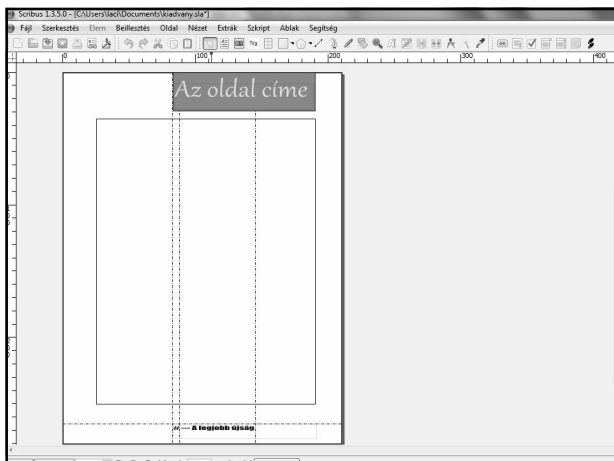 Scribus 1.3.5.0 - [C:\Users\laci\Documents\kiadvany.sla*]
Fájl Szerkesztés Elem Beillesztés Oldal Nézet Extrák Szkript Ablak Segítség
0 100 200 300 400
Az oldal címe
# — A legjobb újság